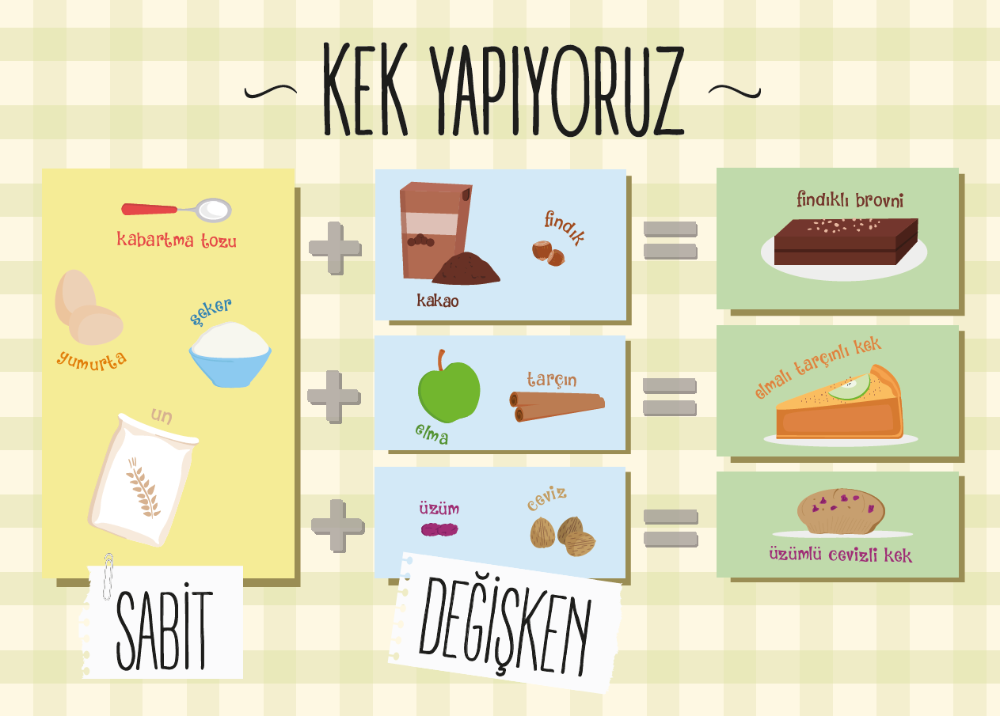 KEK YAPIYORUZ
kabartma tozu
yumurta
şeker
un
SABİT
kakao
fındık
elma
tarçın
üzüm
ceviz
DEĞİŞKEN
fındıklı brovni
elmalı tarçınlı kek
üzümlü cevizli kek